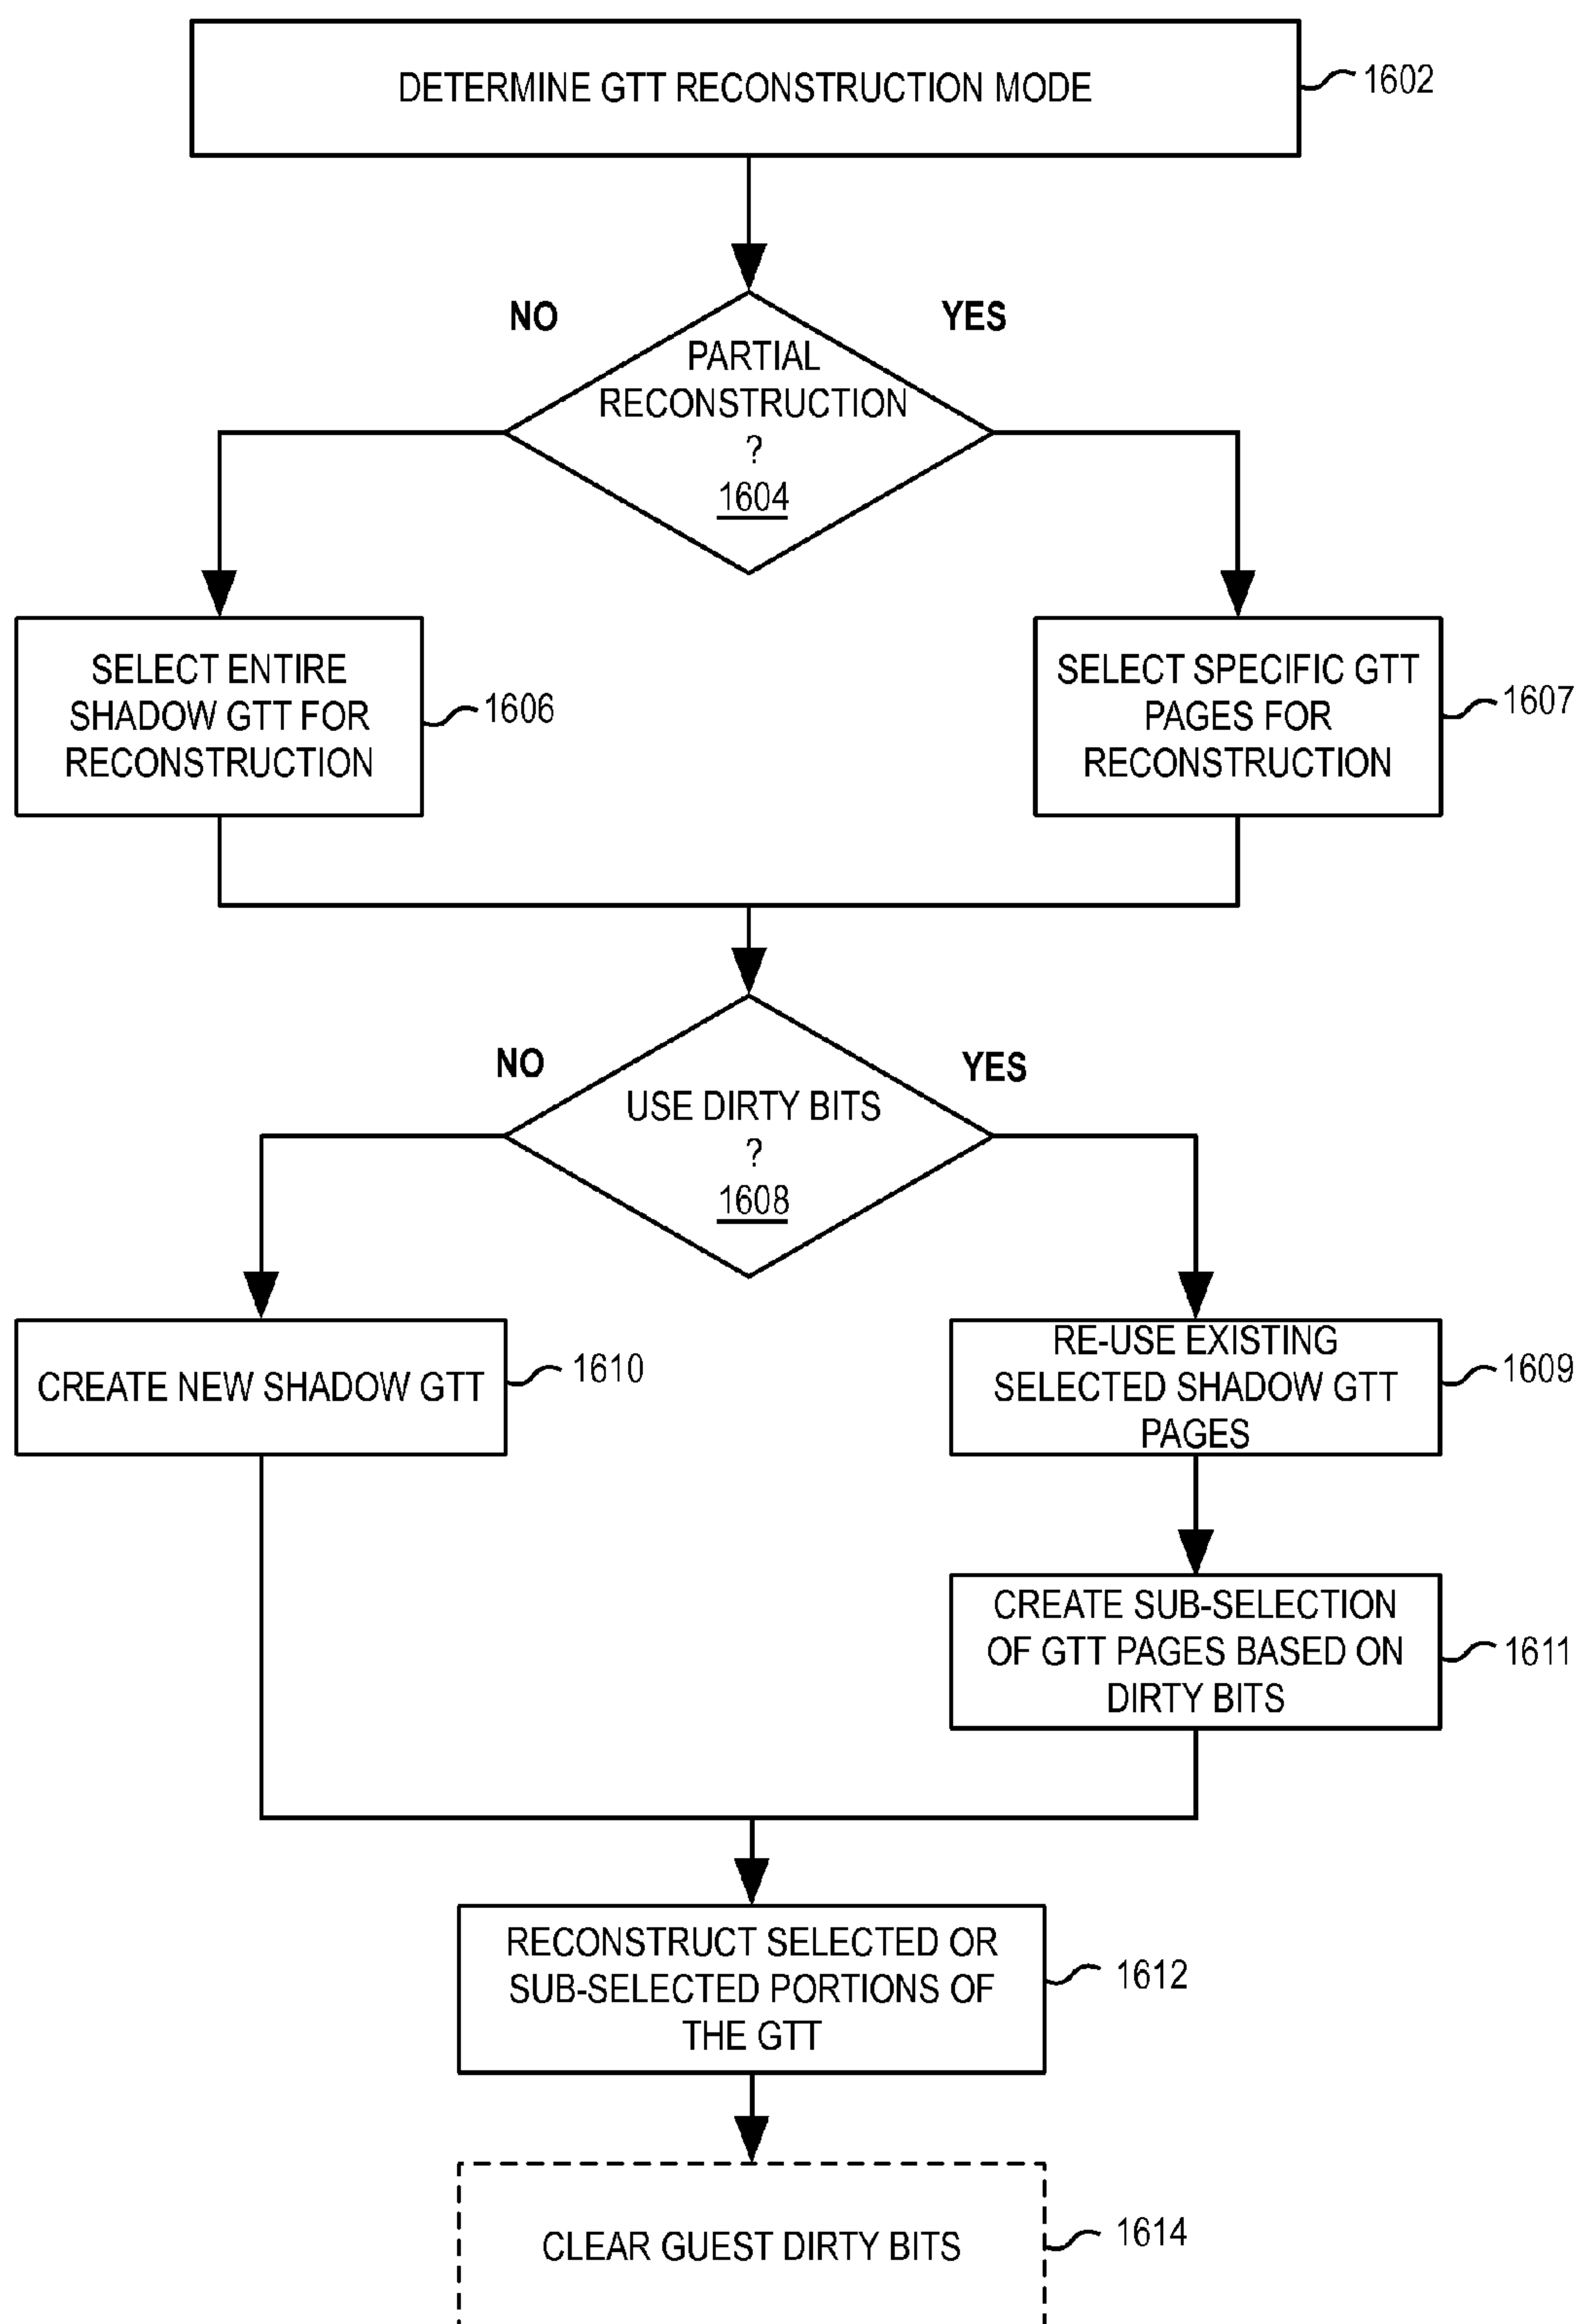 DETERMINE GTT RECONSTRUCTION MODE
1602
NO
YES
PARTIAL
RECONSTRUCTION
?
1604
SELECT ENTIRE
SHADOW GTT FOR
RECONSTRUCTION
1606
SELECT SPECIFIC GTT
PAGES FOR
RECONSTRUCTION
1607
NO
YES
USE DIRTY BITS
?
1608
CREATE NEW SHADOW GTT
1610
RE-USE EXISTING
SELECTED SHADOW GTT
PAGES
1609
CREATE SUB-SELECTION
OF GTT PAGES BASED ON
DIRTY BITS
1611
RECONSTRUCT SELECTED OR
SUB-SELECTED PORTIONS OF
THE GTT
1612
CLEAR GUEST DIRTY BITS
1614